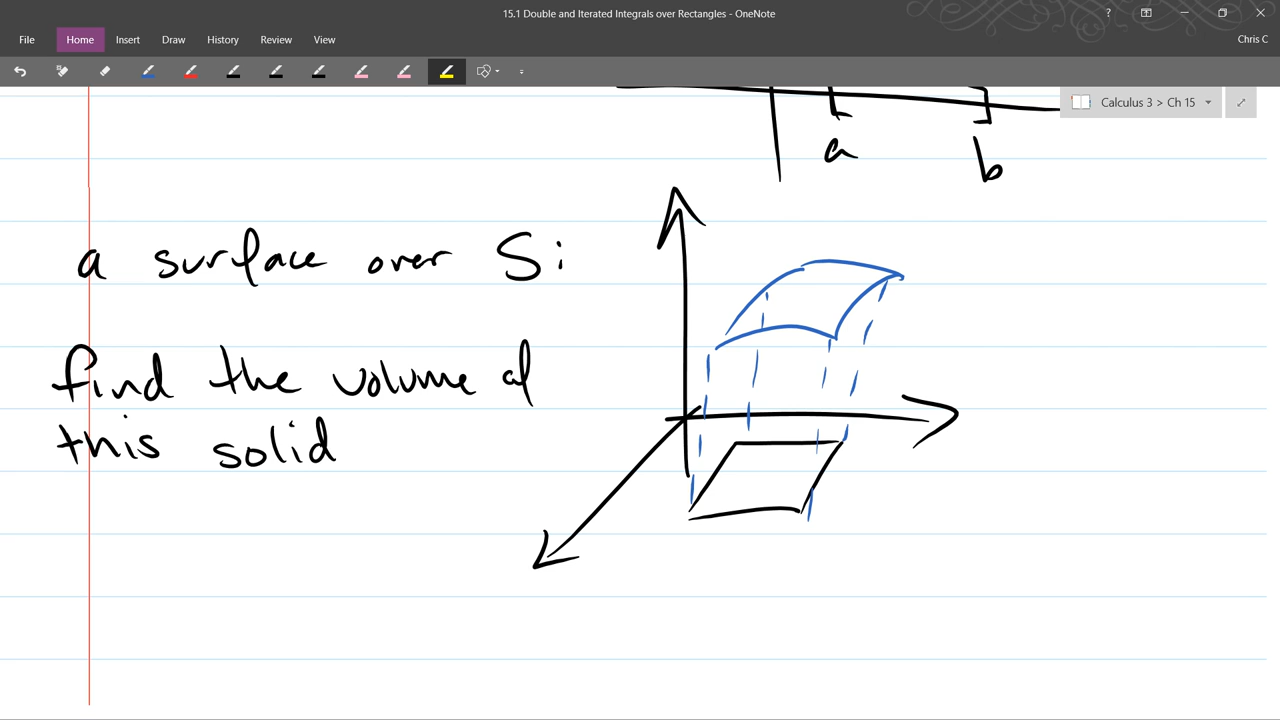 15.1 Double and Iterated Integrals over Rectangles - OneNote
File Home Insert Draw History Review View
Chris C
Calculus 3 > Ch 15
a b
a surface over S:
find the volume of
this solid